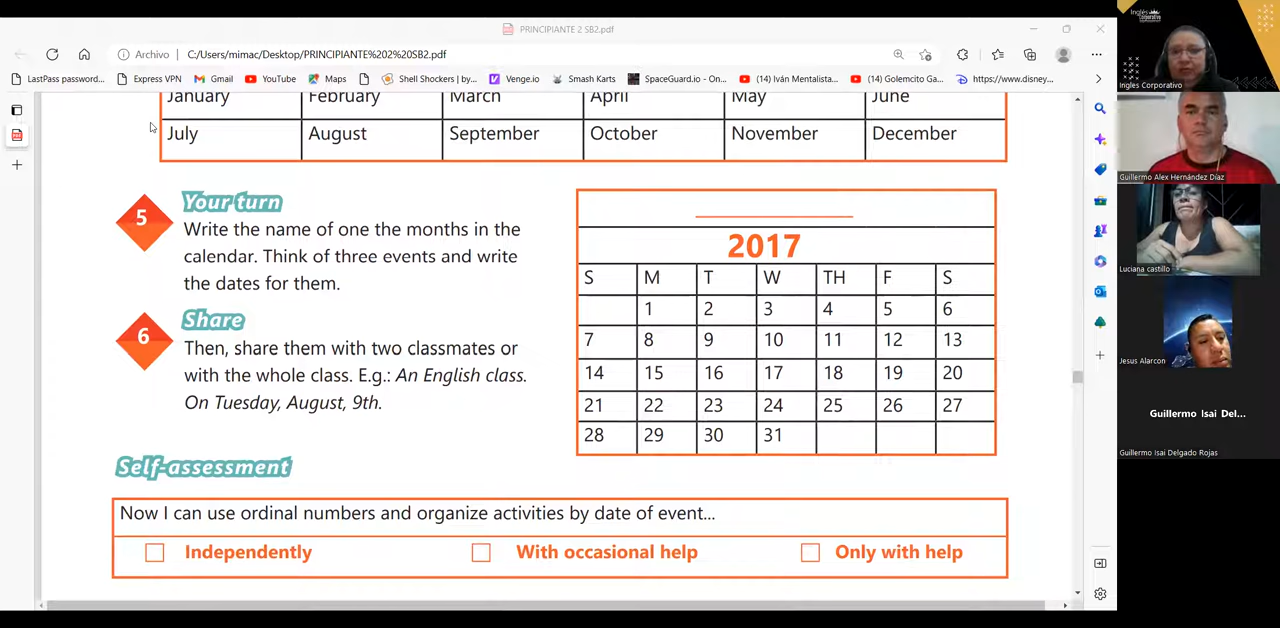 PRINCIPIANTE 2 SB2.pdf
Archivo
C:/Users/mimac/Desktop/PRINCIPIANTE%202%20SB2.pdf
LastPass password...
Express VPN
Gmail
YouTube
Maps
Shell Shockers | by...
Venge.io
Smash Karts
SpaceGuard.io - On...
(14) Iván Mentalista...
(14) Golemcito Ga...
https://www.disney...
January February March April May June
July August September October November December
5 Your turn
Write the name of one the months in the
calendar. Think of three events and write
the dates for them.
6 Share
Then, share them with two classmates or
with the whole class. E.g.: An English class.
On Tuesday, August, 9th.
2017
S M T W TH F S
1 2 3 4 5 6
7 8 9 10 11 12 13
14 15 16 17 18 19 20
21 22 23 24 25 26 27
28 29 30 31
Self-assessment
Now I can use ordinal numbers and organize activities by date of event...
Independently With occasional help Only with help
Inglés
Corporativo
Ingles Corporativo
Guillermo Alex Hernández Díaz
Luciana castillo
Jesus Alarcon
Guillermo Isai Del...
Guillermo Isai Delgado Rojas